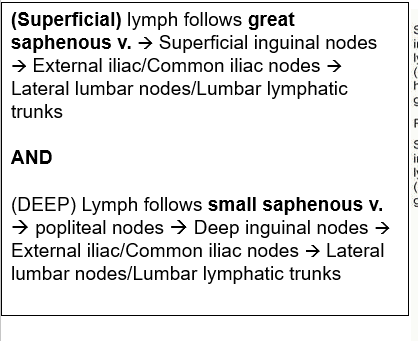 (Superficial) lymph follows great
saphenous v. → Superficial inguinal nodes
→ External iliac/Common iliac nodes →
Lateral lumbar nodes/Lumbar lymphatic
trunks
AND
(DEEP) Lymph follows small saphenous v.
→ popliteal nodes → Deep inguinal nodes →
External iliac/Common iliac nodes → Lateral
lumbar nodes/Lumbar lymphatic trunks